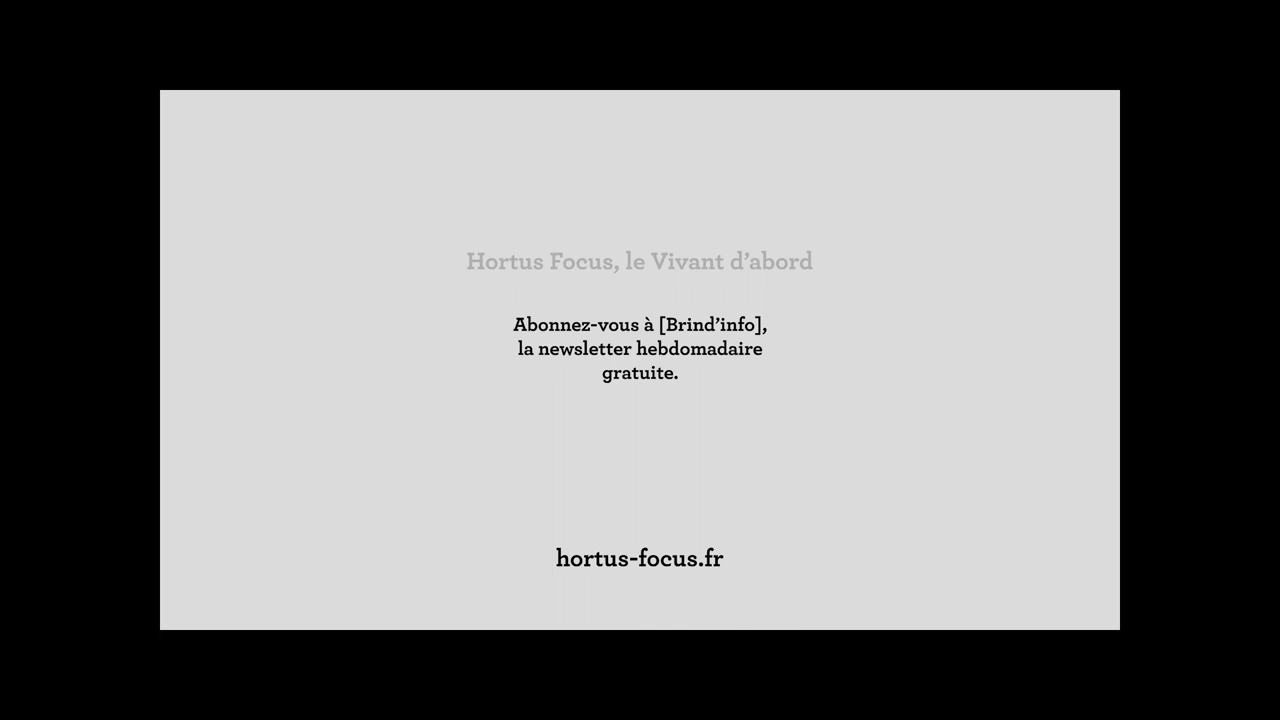 Hortus Focus, le Vivant d’abord
Abonnez-vous à [Brind’info],
la newsletter hebdomadaire
gratuite.
hortus-focus.fr